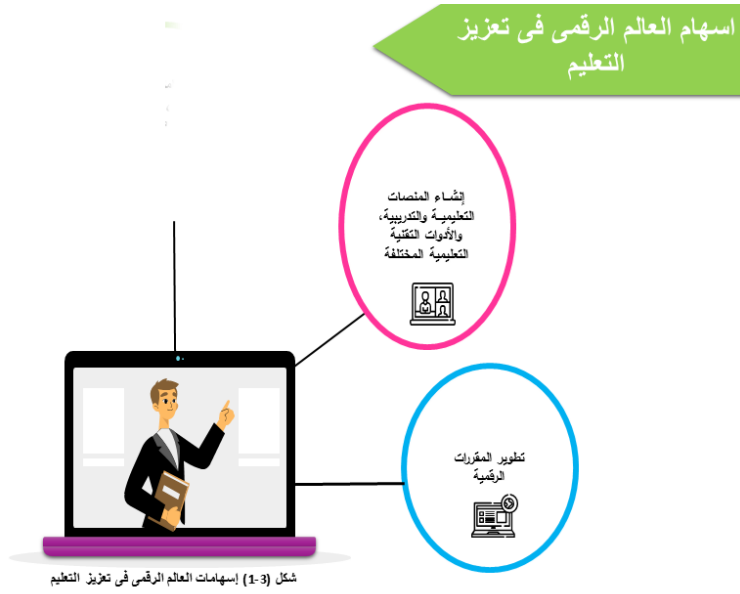 اسهام العالم الرقمى فى تعزيز
التعليم
إنشاء المنصات
التعليمية والتدريبية،
والأدوات التقنية
التعليمية المختلفة
تطوير المقررات
الرقمية
شكل (3-1) إسهامات العالم الرقمى فى تعزيز التعليم